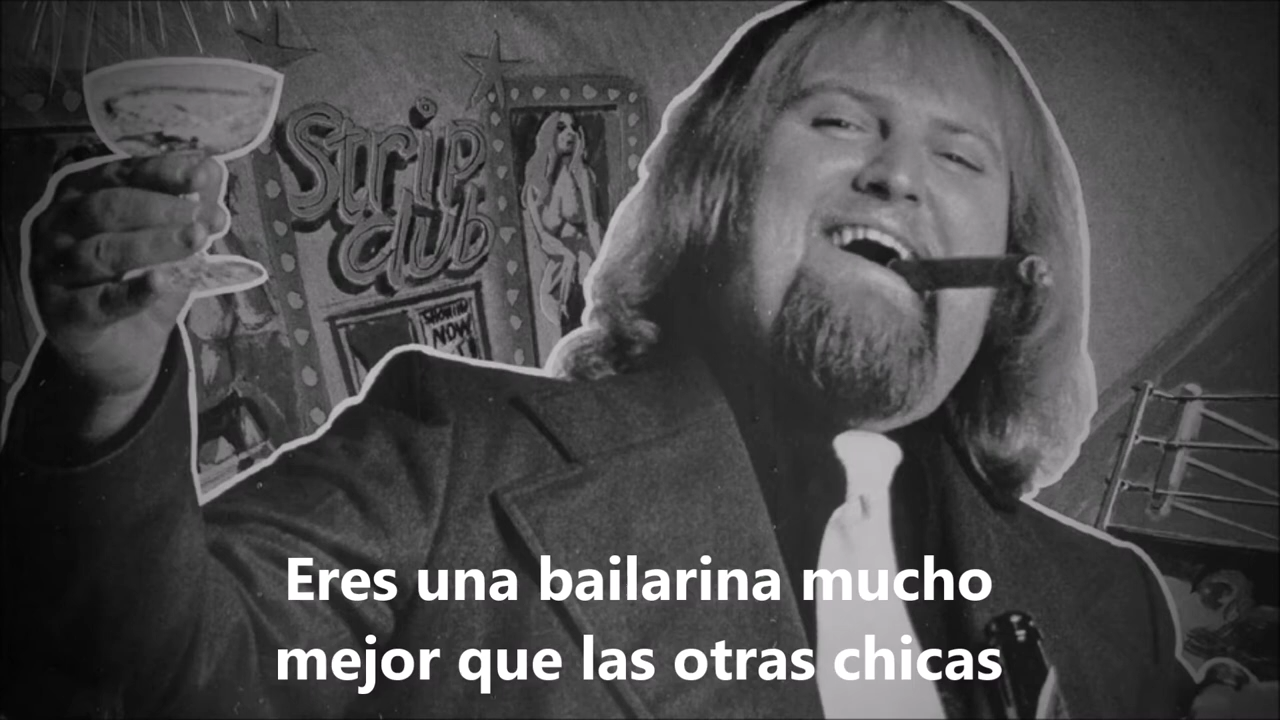 Strip
club
SHOWING
NOW
Eres una bailarina mucho
mejor que las otras chicas